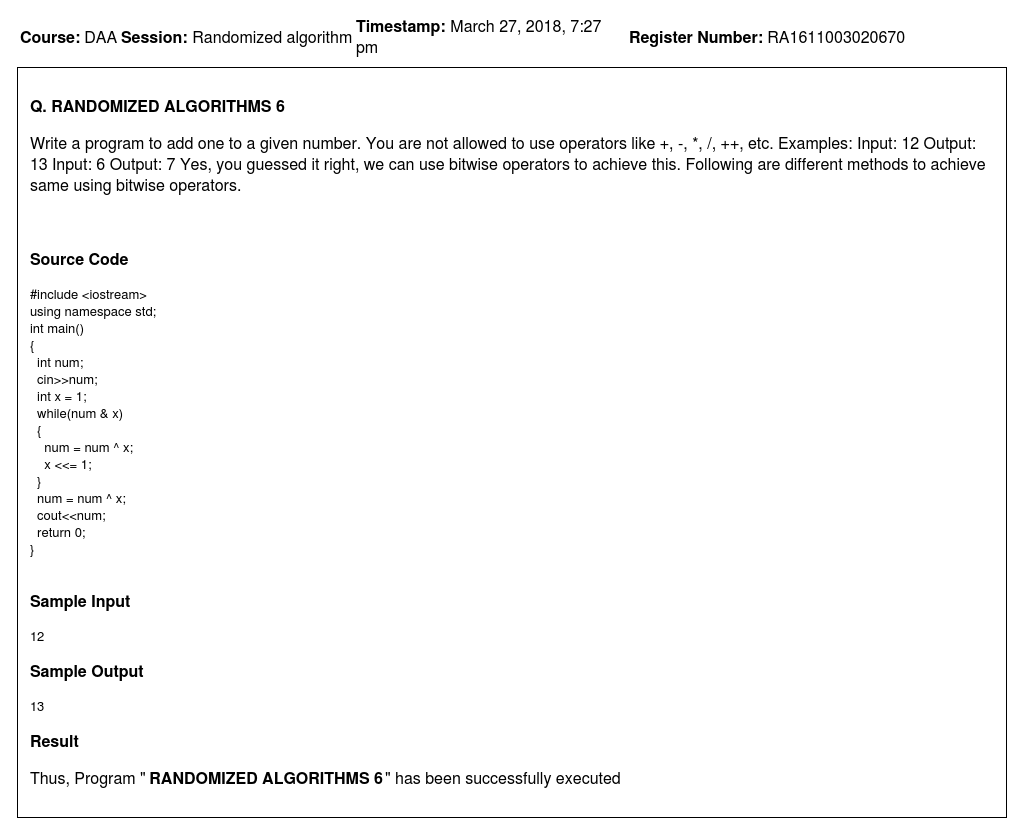 Course: DAA Session: Randomized algorithm Timestamp: March 27, 2018, 7:27 pm Register Number: RA1611003020670
Q. RANDOMIZED ALGORITHMS 6
Write a program to add one to a given number. You are not allowed to use operators like +, -, *, /, ++, etc. Examples: Input: 12 Output:
13 Input: 6 Output: 7 Yes, you guessed it right, we can use bitwise operators to achieve this. Following are different methods to achieve
same using bitwise operators.
Source Code
#include <iostream>
using namespace std;
int main()
{
  int num;
  cin>>num;
  int x = 1;
  while(num & x)
  {
    num = num ^ x;
    x <<= 1;
  }
  num = num ^ x;
  cout<<num;
  return 0;
}
Sample Input
12
Sample Output
13
Result
Thus, Program " RANDOMIZED ALGORITHMS 6" has been successfully executed